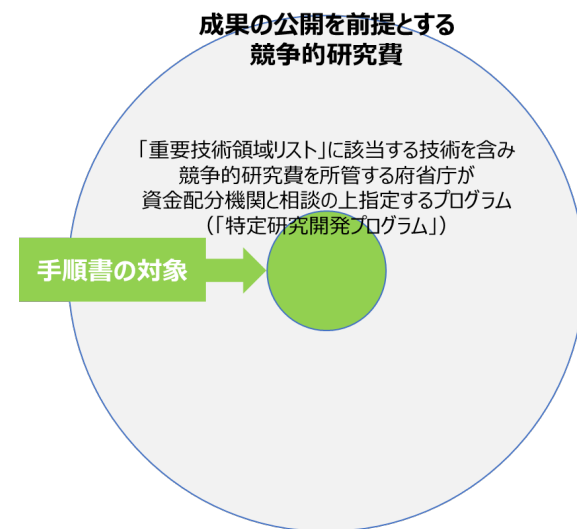 成果の公開を前提とする
競争的研究費
「重要技術領域リスト」に該当する技術を含み
競争的研究費を所管する府省庁が
資金配分機関と相談の上指定するプログラム
（「特定研究開発プログラム」）
手順書の対象